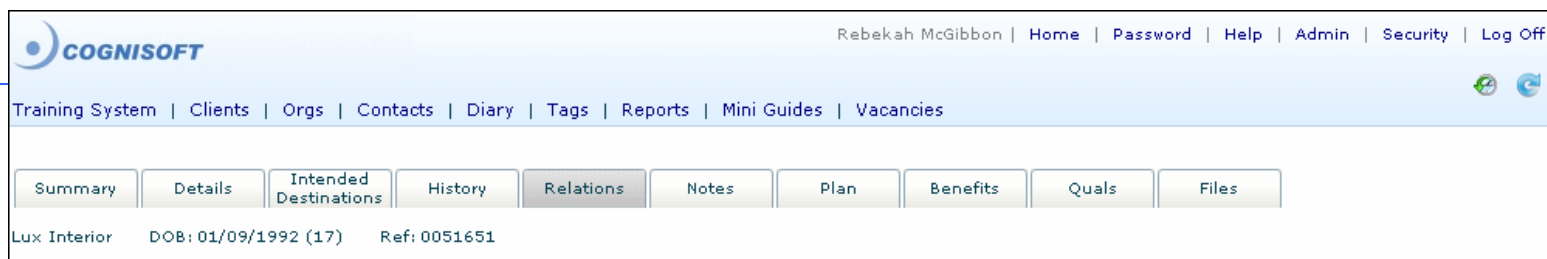 COGNISOFT
Rebekah McGibbon | Home | Password | Help | Admin | Security | Log Off
Training System | Clients | Orgs | Contacts | Diary | Tags | Reports | Mini Guides | Vacancies
Summary Details Intended Destinations History Relations Notes Plan Benefits Quals Files
Lux Interior DOB: 01/09/1992 (17) Ref: 0051651